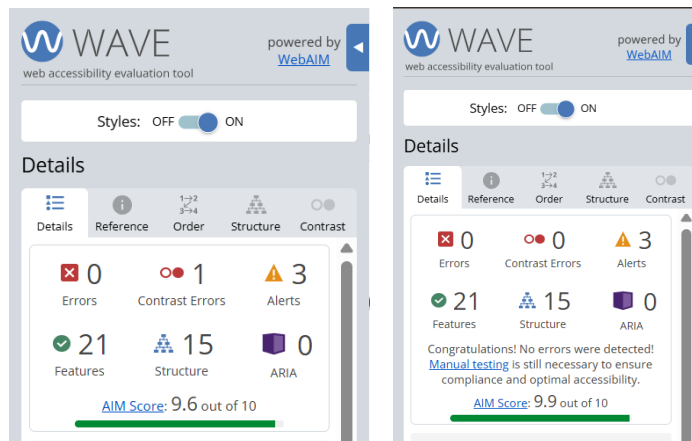 WAVE
powered by
WebAIM
web accessibility evaluation tool
Styles: OFF ON
Details
Details Reference Order Structure Contrast
0 1 3
Errors Contrast Errors Alerts
21 15 0
Features Structure ARIA
AIM Score: 9.6 out of 10
WAVE
powered by
WebAIM
web accessibility evaluation tool
Styles: OFF ON
Details
Details Reference Order Structure Contrast
0 0 3
Errors Contrast Errors Alerts
21 15 0
Features Structure ARIA
Congratulations! No errors were detected!
Manual testing is still necessary to ensure
compliance and optimal accessibility.
AIM Score: 9.9 out of 10